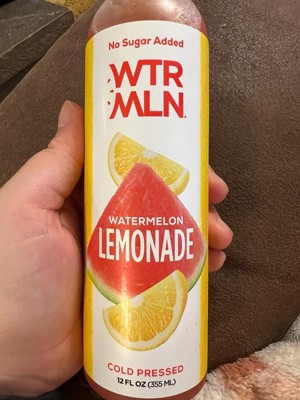 No Sugar Added
WTR
MLN
WATERMELON
LEMONADE
COLD PRESSED
12 FL OZ (355 ML)